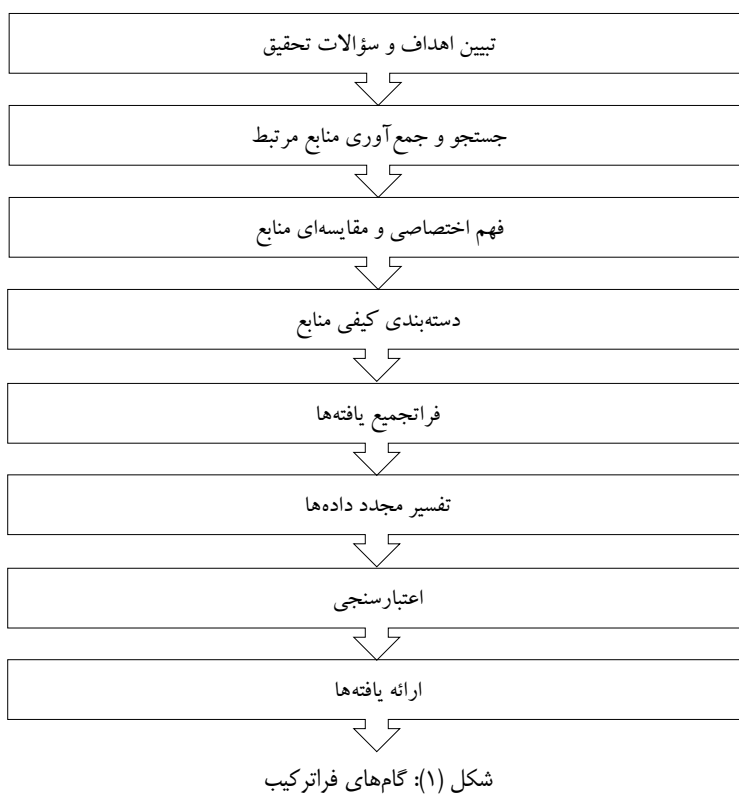 تبیین اهداف و سؤالات تحقیق
جستجو و جمع‌آوری منابع مرتبط
فهم اختصاصی و مقایسه‌ای منابع
دسته‌بندی کیفی منابع
فراتجمیع یافته‌ها
تفسیر مجدد داده‌ها
اعتبارسنجی
ارائه یافته‌ها
شکل (۱): گام‌های فراترکیب